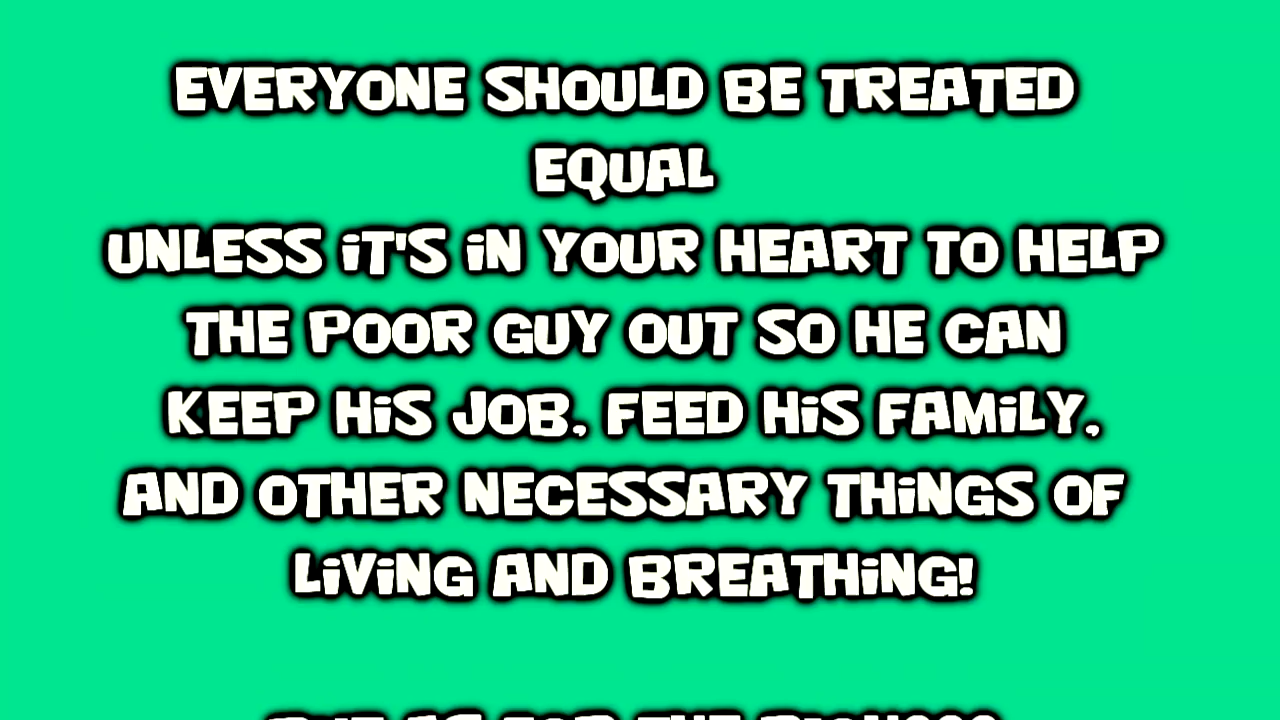 EVERYONE SHOULD BE TREATED
EQUAL
UNLESS iT'S iN YOUR HEART TO HELP
THE POOR GUY OUT SO HE CAN
KEEP HiS JOB, FEED HiS FAMiLY,
AND OTHER NECESSARY THiNGS OF
LiViNG AND BREATHiNG!